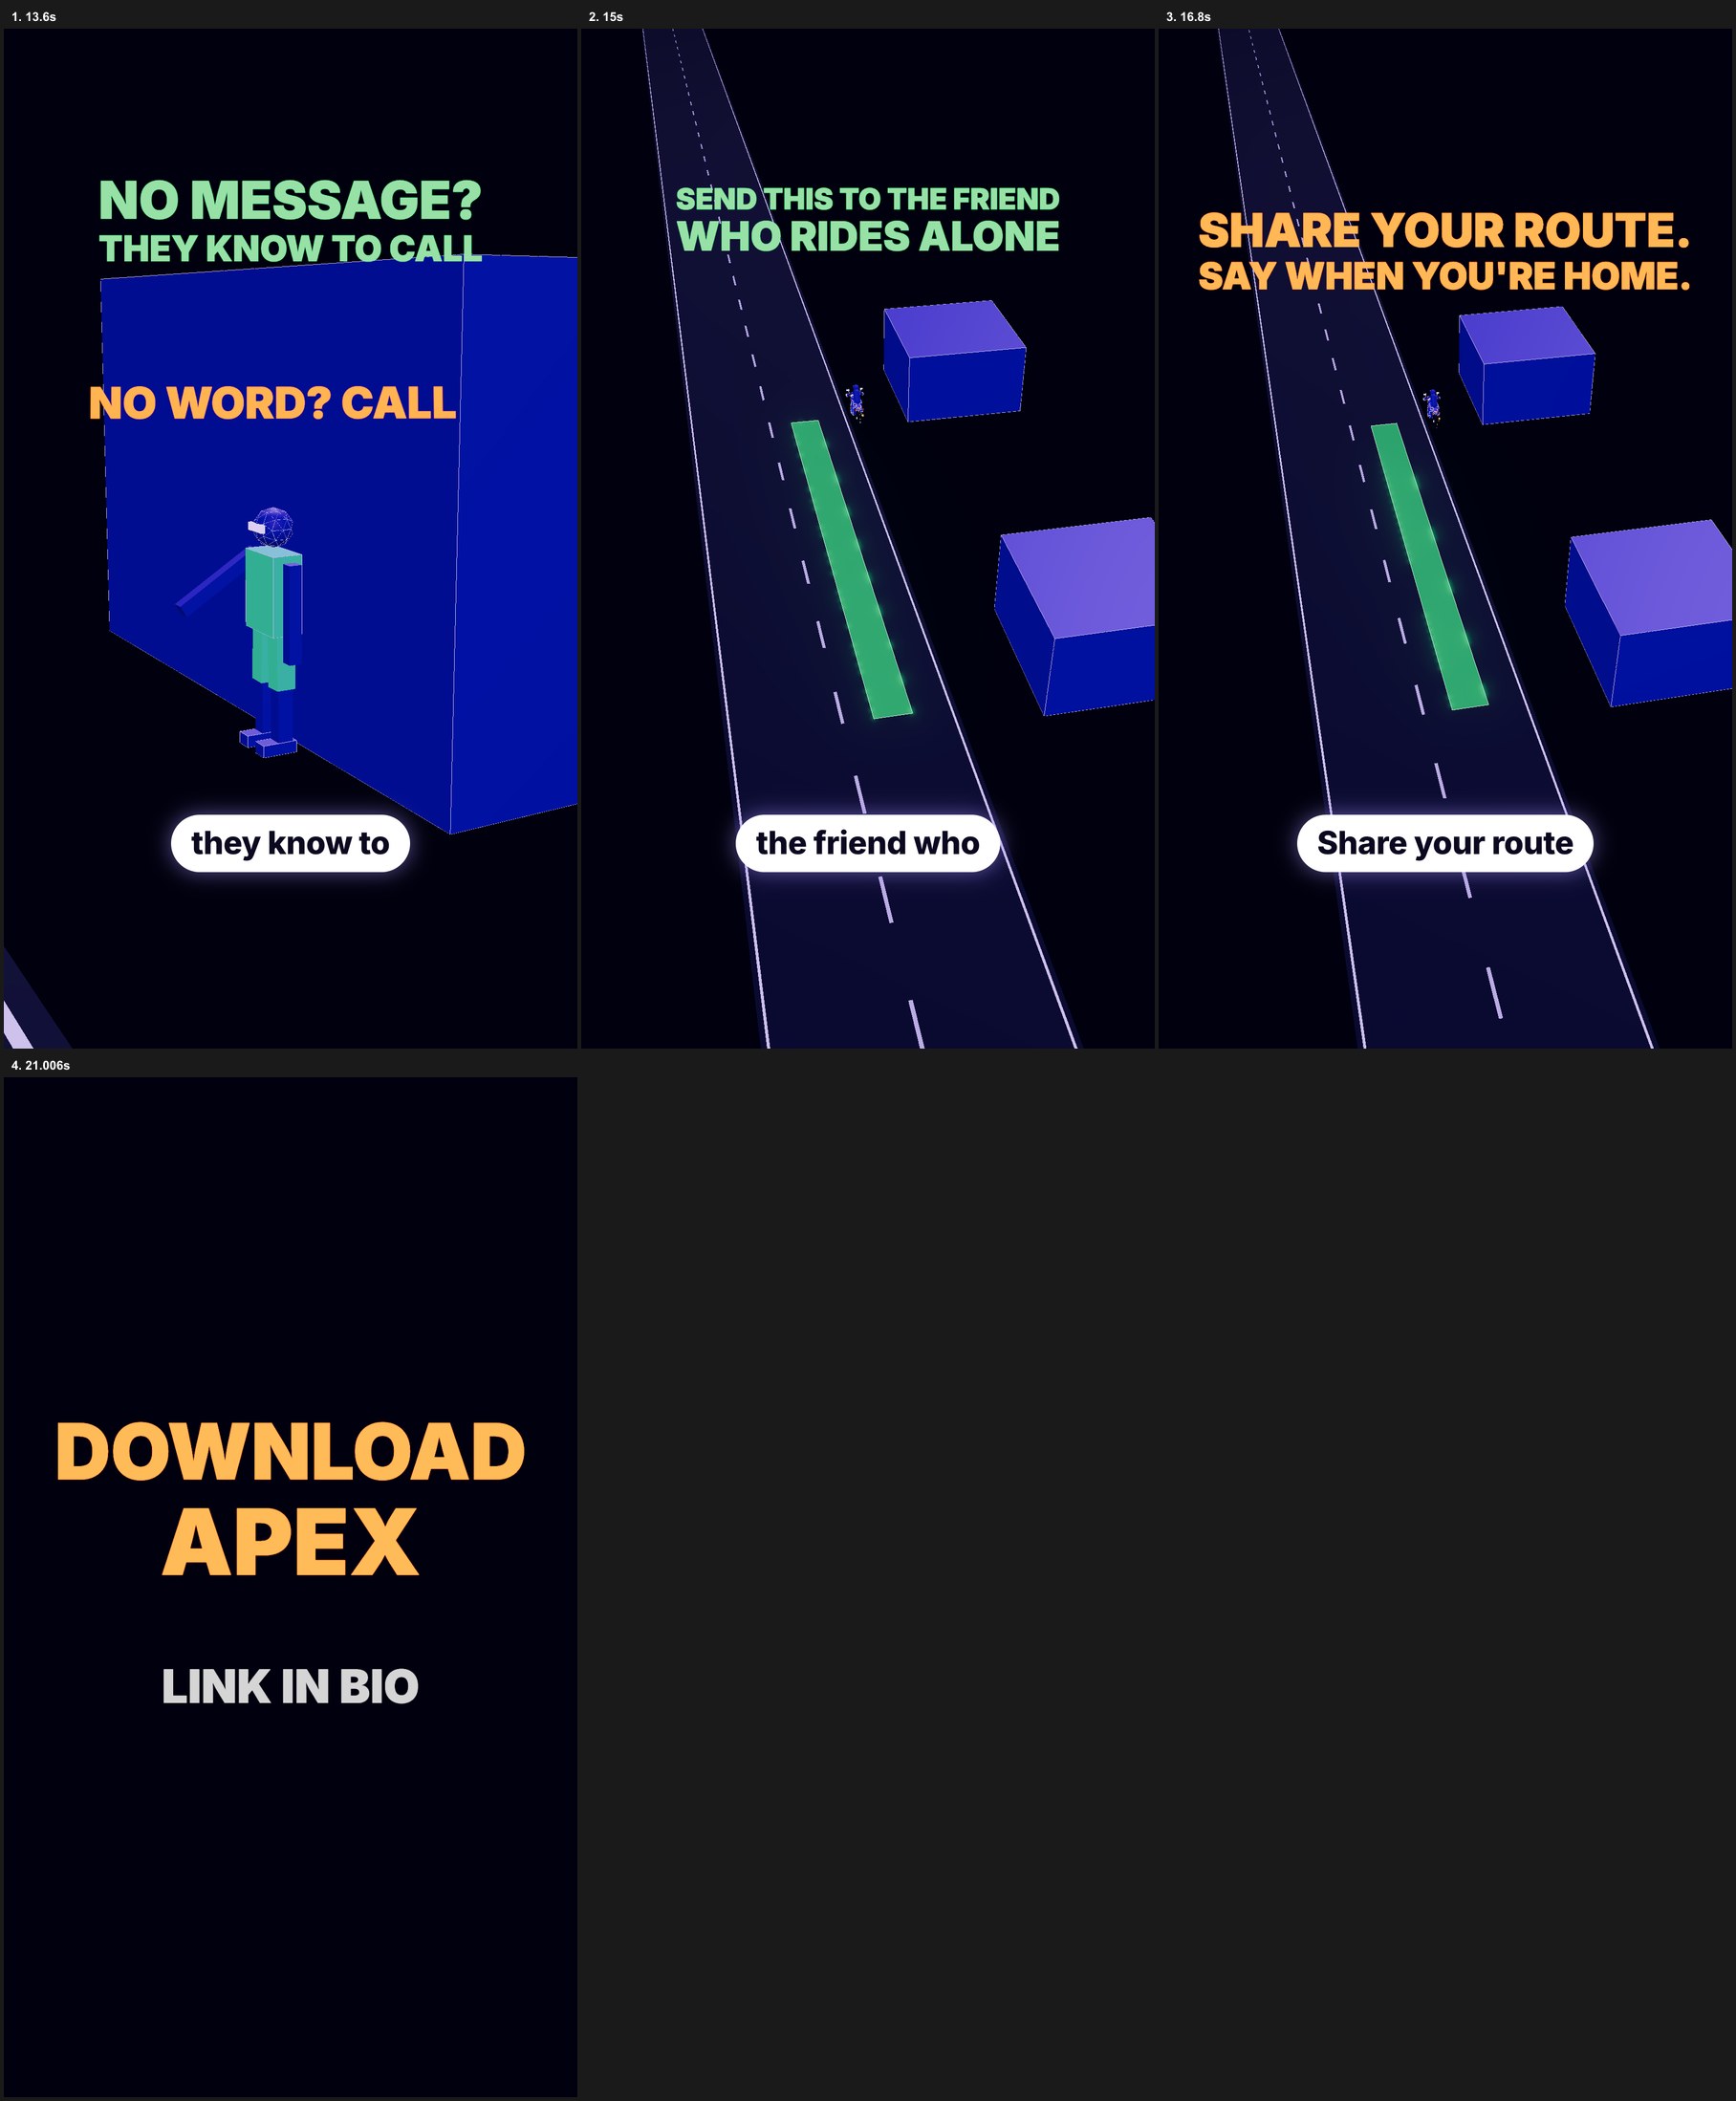 1. 13.6s
NO MESSAGE?
THEY KNOW TO CALL
NO WORD? CALL
they know to
2. 15s
SEND THIS TO THE FRIEND
WHO RIDES ALONE
the friend who
3. 16.8s
SHARE YOUR ROUTE.
SAY WHEN YOU'RE HOME.
Share your route
4. 21.006s
DOWNLOAD
APEX
LINK IN BIO